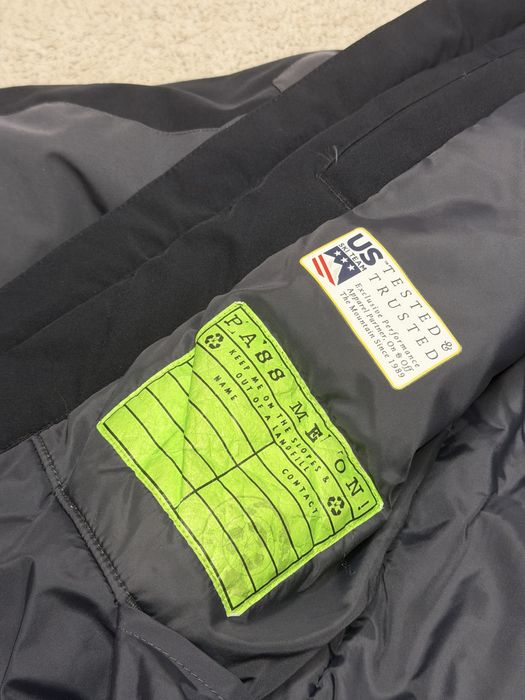 US
SKI TEAM
TESTED &
TRUSTED
Exclusive Performance
Apparel Partner, On & Off
The Mountain Since 1989
PASS ME ON!
KEEP ME ON THE SLOPES &
OUT OF A LANDFILL
NAME
CONTACT